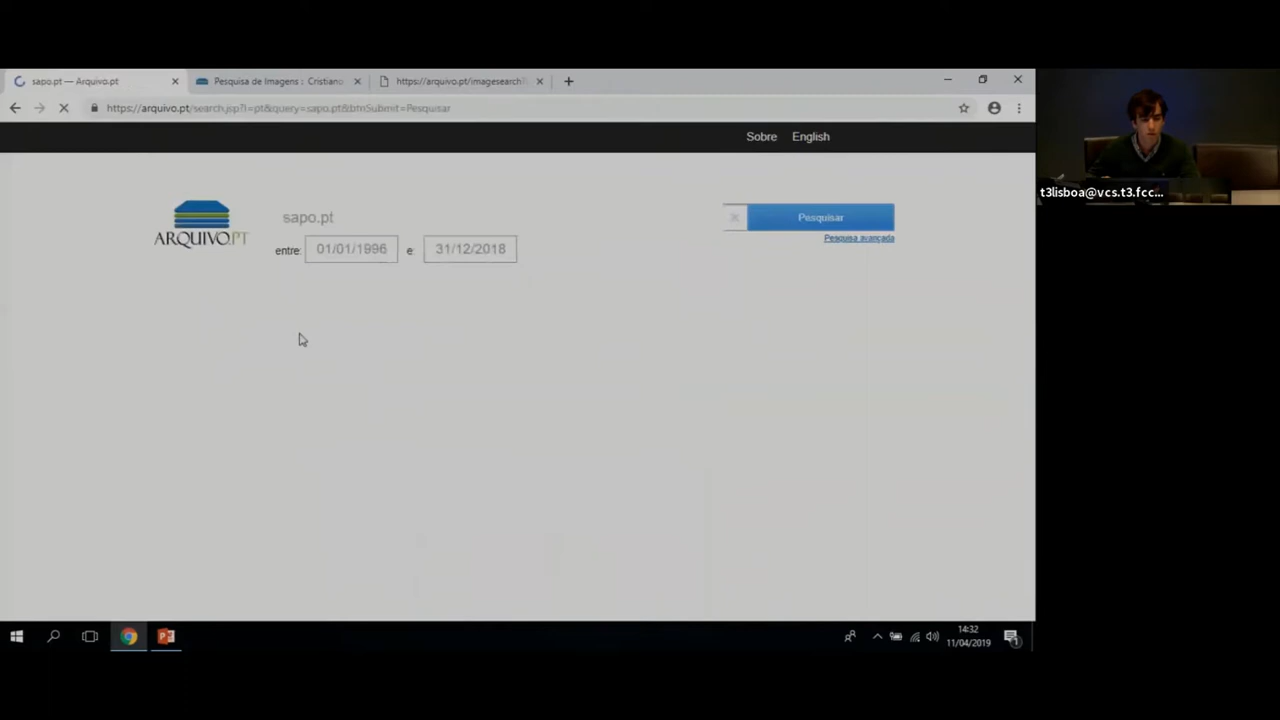 sapo.pt — Arquivo.pt
Pesquisa de Imagens : Cristiano
https://arquivo.pt/imagesearch
https://arquivo.pt/search.jsp?l=pt&query=sapo.pt&btnSubmit=Pesquisar
Sobre English
ARQUIVO.PT
sapo.pt
Pesquisar
Pesquisa avançada
entre: 01/01/1996 e: 31/12/2018
t3lisboa@vcs.t3.fcc...
14:32
11/04/2019
1